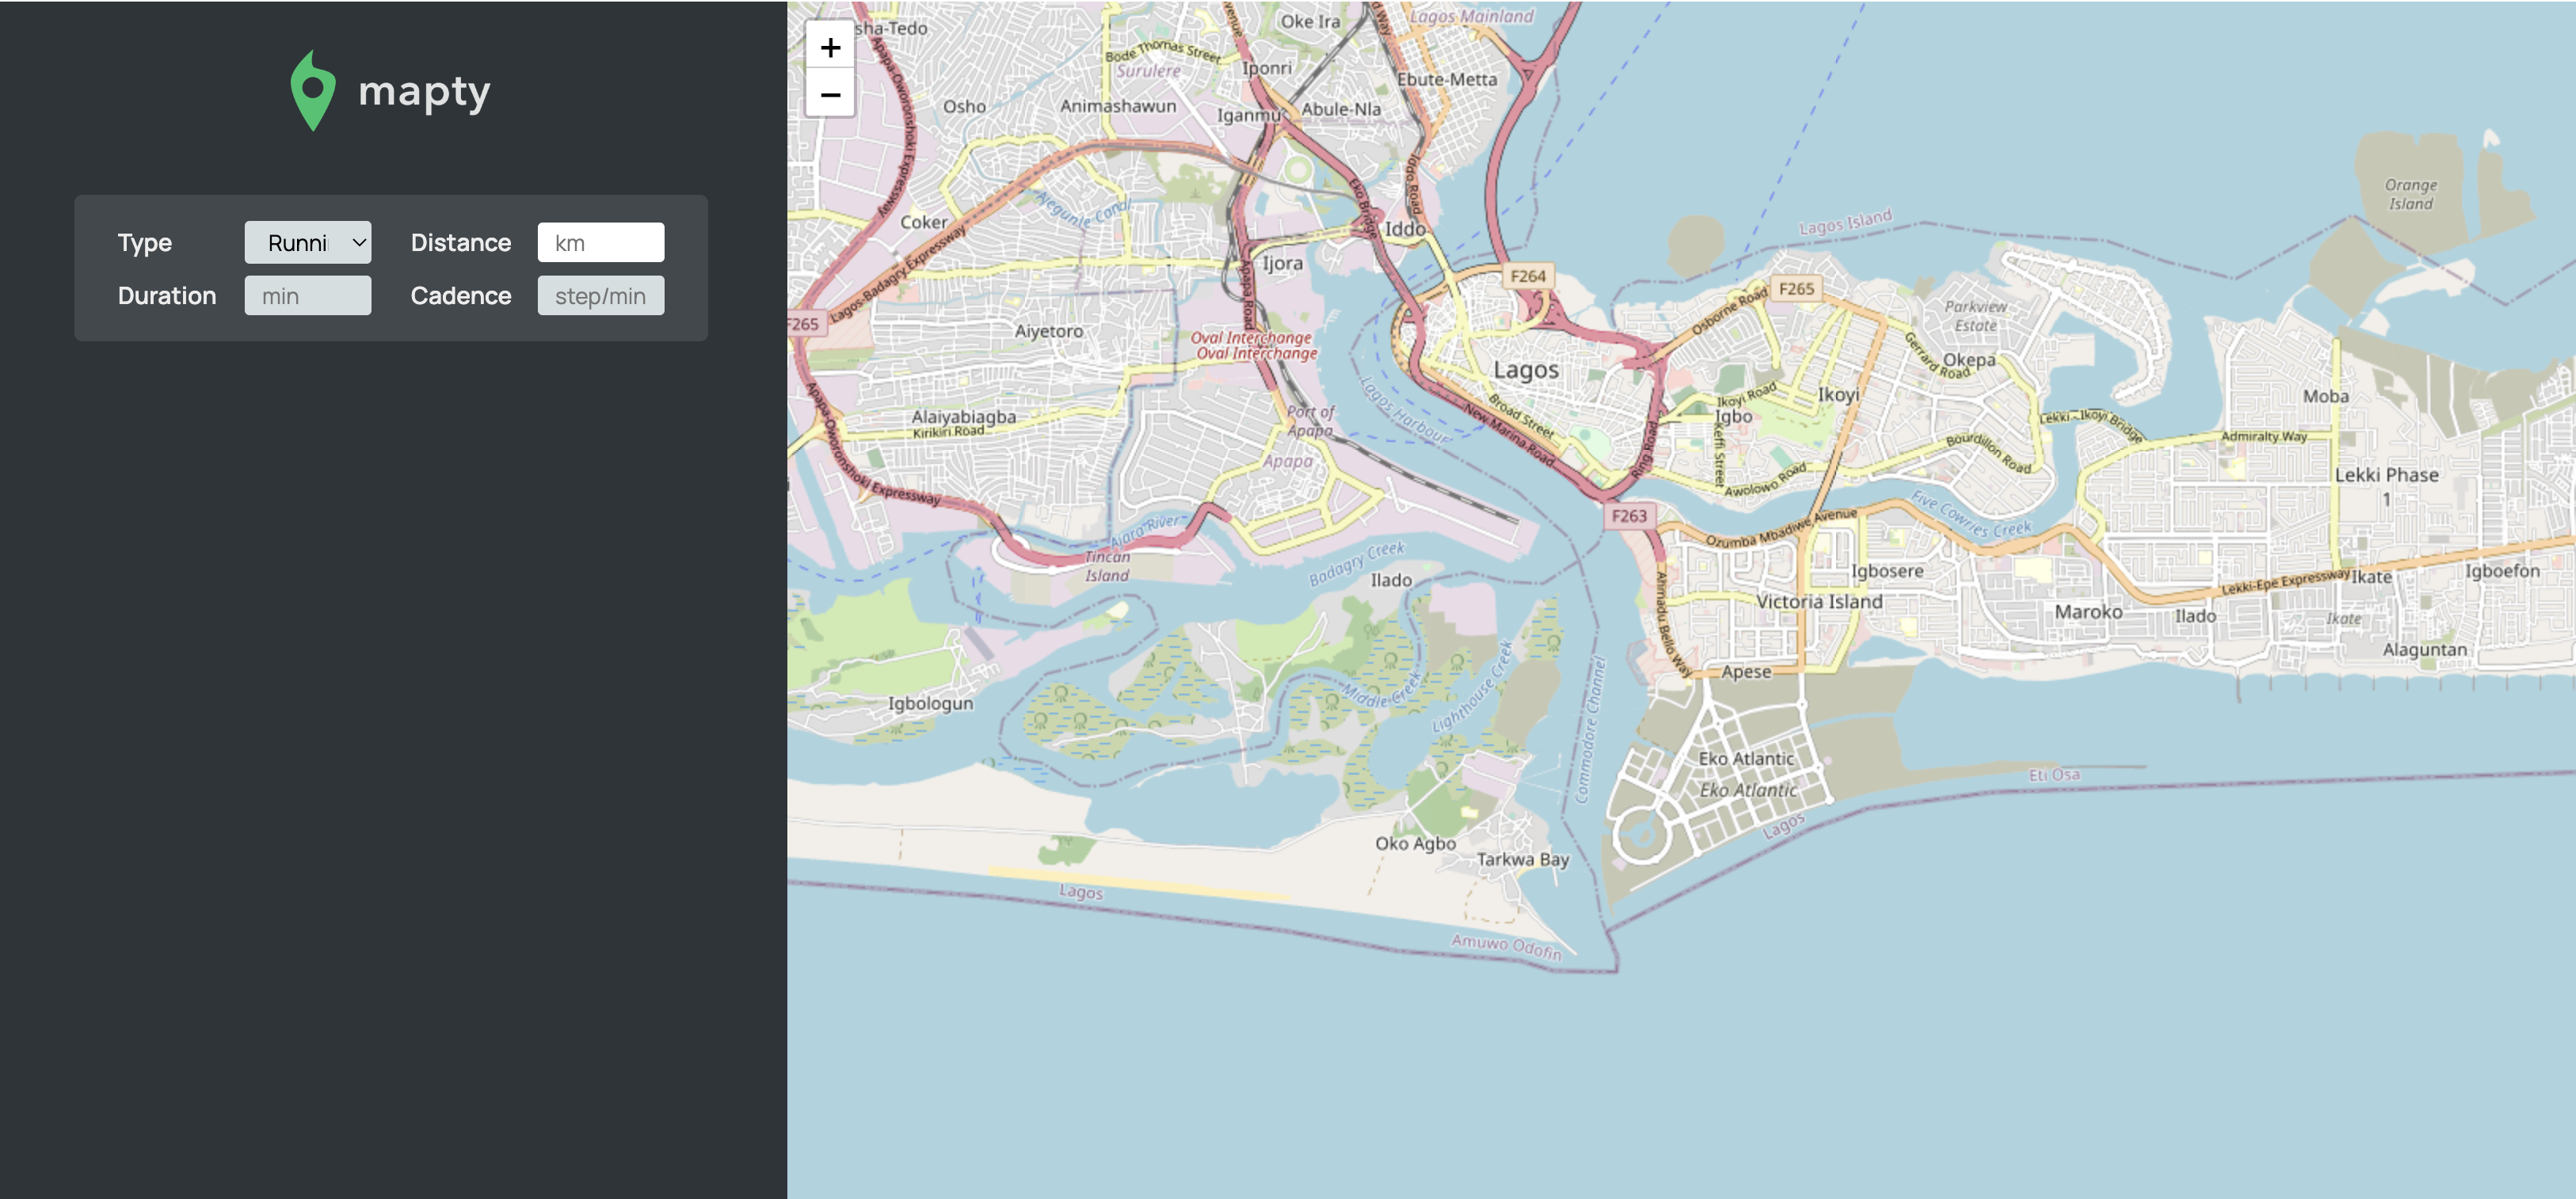 mapty
Type
Runni
Distance
km
Duration
min
Cadence
step/min
+
−
sha-Tedo
Oke Ira
Lagos Mainland
Bode Thomas Street
Surulere
Iponri
Ebute-Metta
Osho
Animashawun
Iganmu
Abule-Nla
Apapa-Oworonshoki Expressway
Ajegunle Canal
Coker
Eko Bridge
Iddo Road
Iddo
Orange
Island
Lagos Island
Ijora
F264
F265
Lagos-Badagry Expressway
Apapa Road
F265
Aiyetoro
Oval Interchange
Oval Interchange
Osborne Road
Parkview
Estate
Gerrard Road
Okepa
Lagos
Lagos Harbour
Ikoyi Road
Ikoyi
Igbo
Moba
Alaiyabiagba
Kirikiri Road
Port of
Apapa
Apapa
Broad Street
New Marina Road
Ring Road
Keffi Street
Lekki - Ikoyi Bridge
Admiralty Way
Bourdillon Road
Awolowo Road
Lekki Phase
1
Apapa-Oworonshoki Expressway
F263
Five Cowries Creek
Ozumba Mbadiwe Avenue
Ajara River
Tincan
Island
Badagry Creek
Ilado
Igbosere
Lekki-Epe Expressway
Ikate
Igboefon
Victoria Island
Maroko
Ilado
Ikate
Alaguntan
Ahmadu Bello Way
Apese
Igbologun
Middle Creek
Lighthouse Creek
Commodore Channel
Eko Atlantic
Eko Atlantic
Eti Osa
Lagos
Oko Agbo
Tarkwa Bay
Lagos
Amuwo Odofin